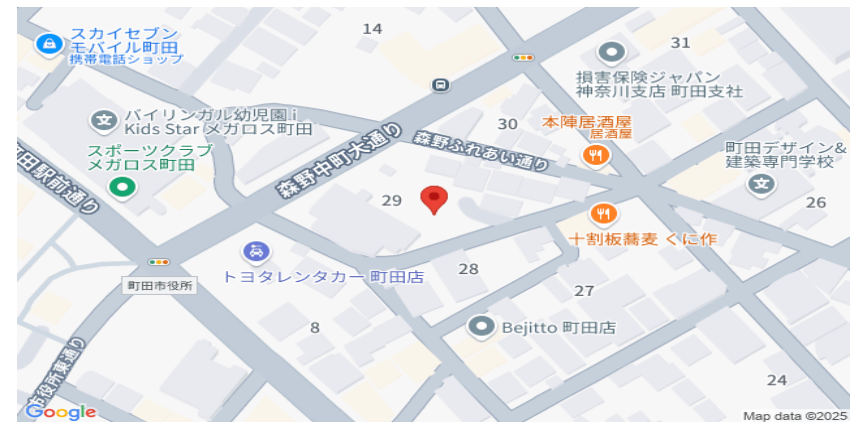 スカイセブン
モバイル町田
携帯電話ショップ
14
31
損害保険ジャパン
神奈川支店 町田支社
バイリンガル幼児園 i
Kids Star メガロス町田
30
本陣居酒屋
居酒屋
森野ふれあい通り
森野中町大通り
町田デザイン&
建築専門学校
スポーツクラブ
メガロス町田
田駅前通り
29
26
十割板蕎麦 くに作
トヨタレンタカー 町田店
28
町田市役所
27
8
Bejitto 町田店
市役所東通り
24
Google
Map data ©2025